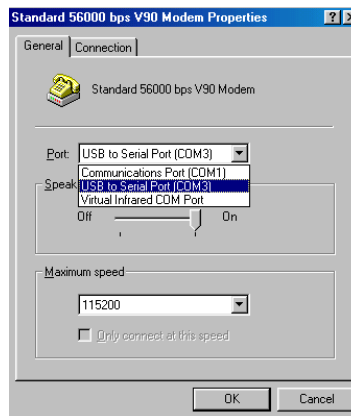 Standard 56000 bps V90 Modem Properties
General
Connection
Standard 56000 bps V90 Modem
Port:
USB to Serial Port (COM3)
Communications Port (COM1)
USB to Serial Port (COM3)
Virtual Infrared COM Port
Speak
Off
On
Maximum speed
115200
Only connect at this speed
OK
Cancel